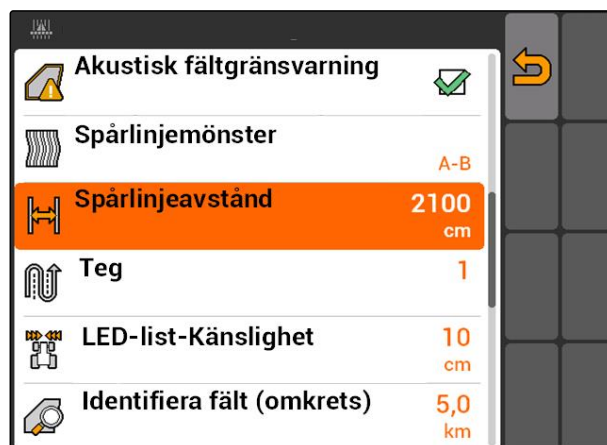 Akustisk fältgränsvarning
Spårlinjemönster
A-B
Spårlinjeavstånd
2100
cm
Teg
1
LED-list-Känslighet
10
cm
Identifiera fält (omkrets)
5,0
km